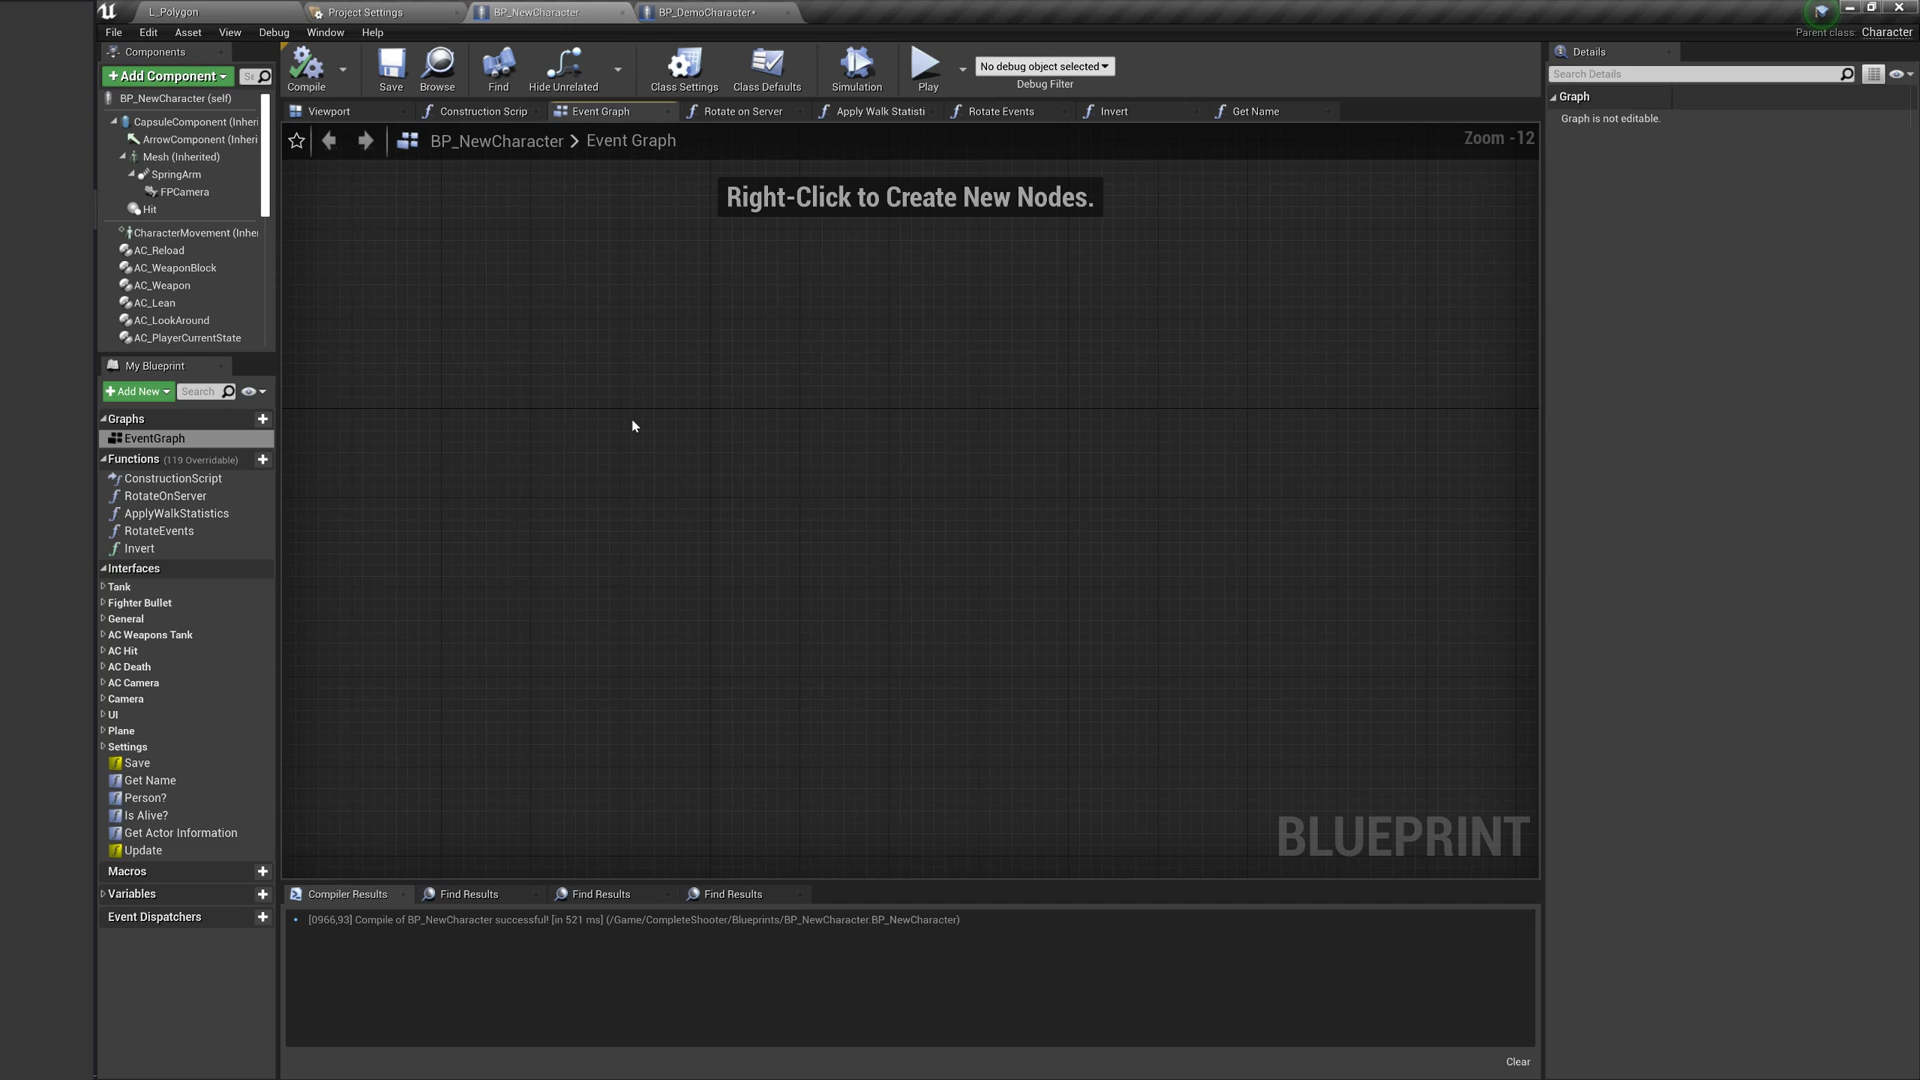 L_Polygon
Project Settings
BP_NewCharacter
BP_DemoCharacter*
File Edit Asset View Window Help
Parent class: Character
Components
+Add Component
Se
BP_NewCharacter (self)
CapsuleComponent (Inheri
ArrowComponent (Inheri
Mesh (Inherited)
SpringArm
FPCamera
Hit
CharacterMovement (Inher
AC_Reload
AC_WeaponBlock
AC_Weapon
AC_Lean
AC_LookAround
AC_PlayerCurrentState
My Blueprint
+Add New
Search
Graphs
EventGraph
Functions (119 Overridable)
ConstructionScript
RotateOnServer
ApplyWalkStatistics
RotateEvents
Invert
Interfaces
Tank
Fighter Bullet
General
AC Weapons Tank
AC Hit
AC Death
AC Camera
Camera
UI
Plane
Settings
Save
Get Name
Person?
Is Alive?
Get Actor Information
Update
Macros
Variables
Event Dispatchers
Compile
Save
Browse
Find
Hide Unrelated
Class Settings
Class Defaults
Simulation
Play
No debug object selected
Debug Filter
Viewport
Construction Scrip
Event Graph
Rotate on Server
Apply Walk Statisti
Rotate Events
Invert
Get Name
BP_NewCharacter > Event Graph
Zoom -12
Right-Click to Create New Nodes.
BLUEPRINT
Compiler Results
Find Results
Find Results
Find Results
[0966,93] Compile of BP_NewCharacter successful! [in 521 ms] (/Game/CompleteShooter/Blueprints/BP_NewCharacter.BP_NewCharacter)
Clear
Details
Search Details
Graph
Graph is not editable.